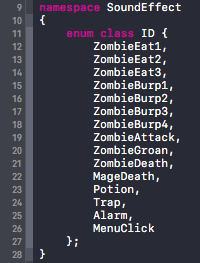 9 namespace SoundEffect
10 {
11 enum class ID {
12 ZombieEat1,
13 ZombieEat2,
14 ZombieEat3,
15 ZombieBurp1,
16 ZombieBurp2,
17 ZombieBurp3,
18 ZombieBurp4,
19 ZombieAttack,
20 ZombieGroan,
21 ZombieDeath,
22 MageDeath,
23 Potion,
24 Trap,
25 Alarm,
26 MenuClick
27 };
28 }